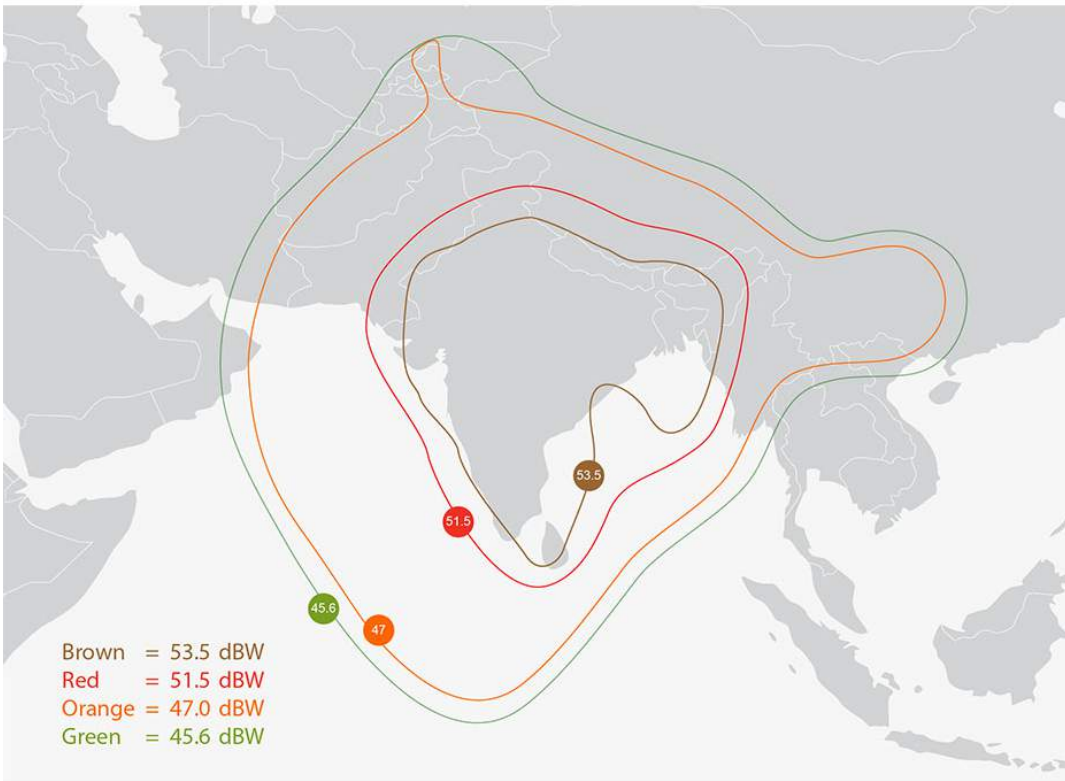 53.5
51.5
45.6
47
Brown = 53.5 dBW
Red = 51.5 dBW
Orange = 47.0 dBW
Green = 45.6 dBW